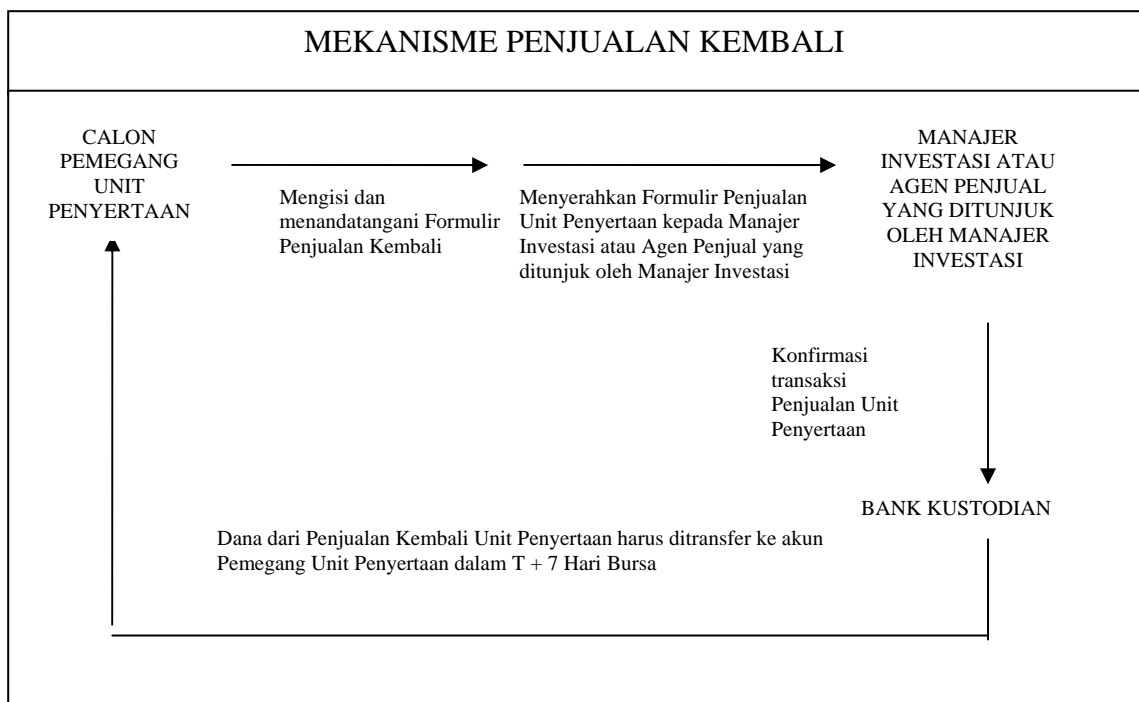 MEKANISME PENJUALAN KEMBALI
CALON
PEMEGANG
UNIT
PENYERTAAN
Mengisi dan
menandatangani Formulir
Penjualan Kembali
Menyerahkan Formulir Penjualan
Unit Penyertaan kepada Manajer
Investasi atau Agen Penjual yang
ditunjuk oleh Manajer Investasi
MANAJER
INVESTASI ATAU
AGEN PENJUAL
YANG DITUNJUK
OLEH MANAJER
INVESTASI
Konfirmasi
transaksi
Penjualan Unit
Penyertaan
BANK KUSTODIAN
Dana dari Penjualan Kembali Unit Penyertaan harus ditransfer ke akun
Pemegang Unit Penyertaan dalam T + 7 Hari Bursa